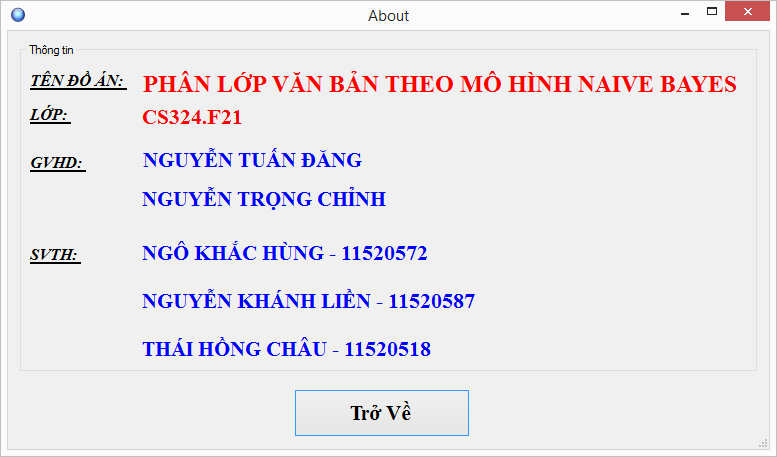 About
Thông tin
TÊN ĐỒ ÁN: PHÂN LỚP VĂN BẢN THEO MÔ HÌNH NAIVE BAYES
LỚP: CS324.F21
GVHD: NGUYỄN TUẤN ĐĂNG
NGUYỄN TRỌNG CHỈNH
SVTH: NGÔ KHẮC HÙNG - 11520572
NGUYỄN KHÁNH LIỀN - 11520587
THÁI HỒNG CHÂU - 11520518
Trở Về